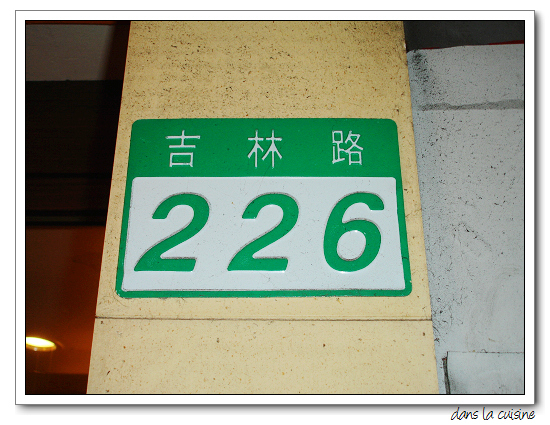 吉林路
226
dans la cuisine